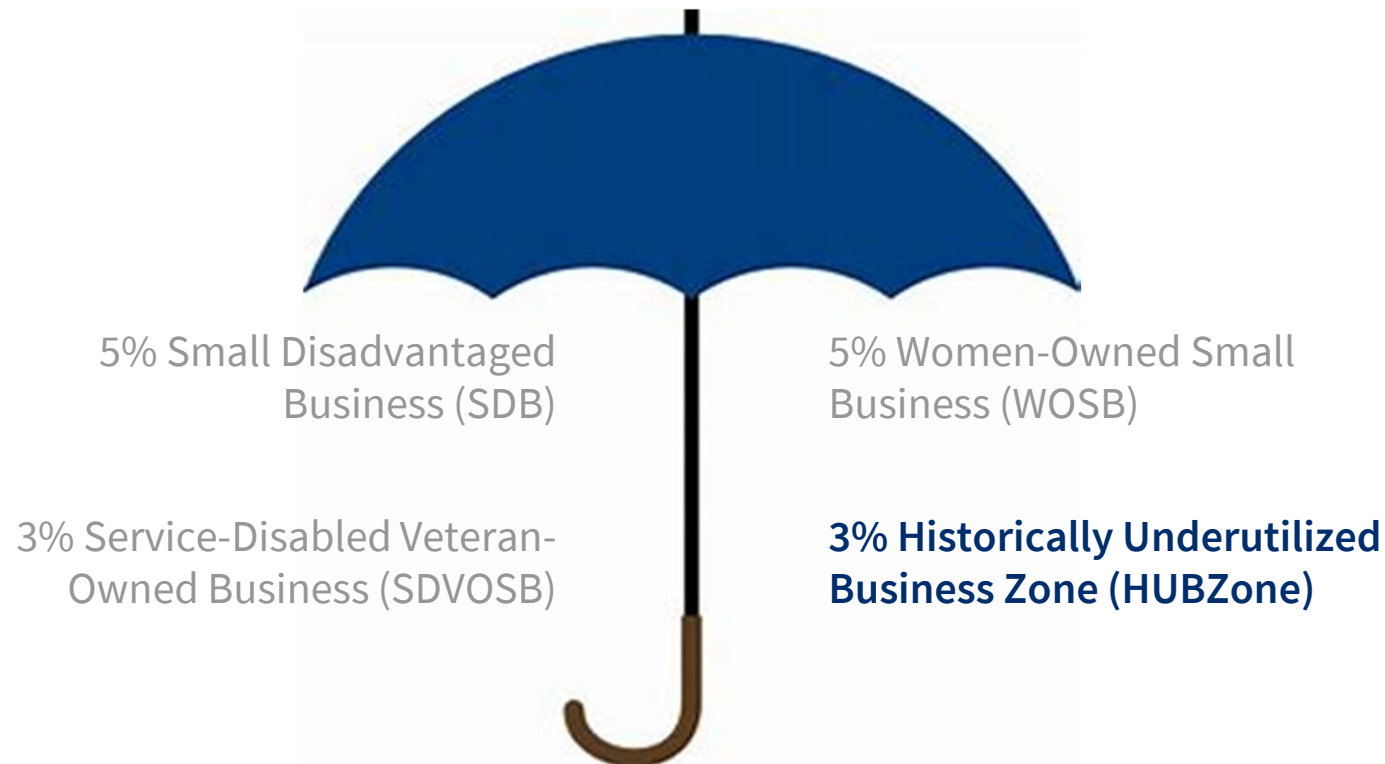 5% Small Disadvantaged
Business (SDB)
5% Women-Owned Small
Business (WOSB)
3% Service-Disabled Veteran-
Owned Business (SDVOSB)
3% Historically Underutilized
Business Zone (HUBZone)